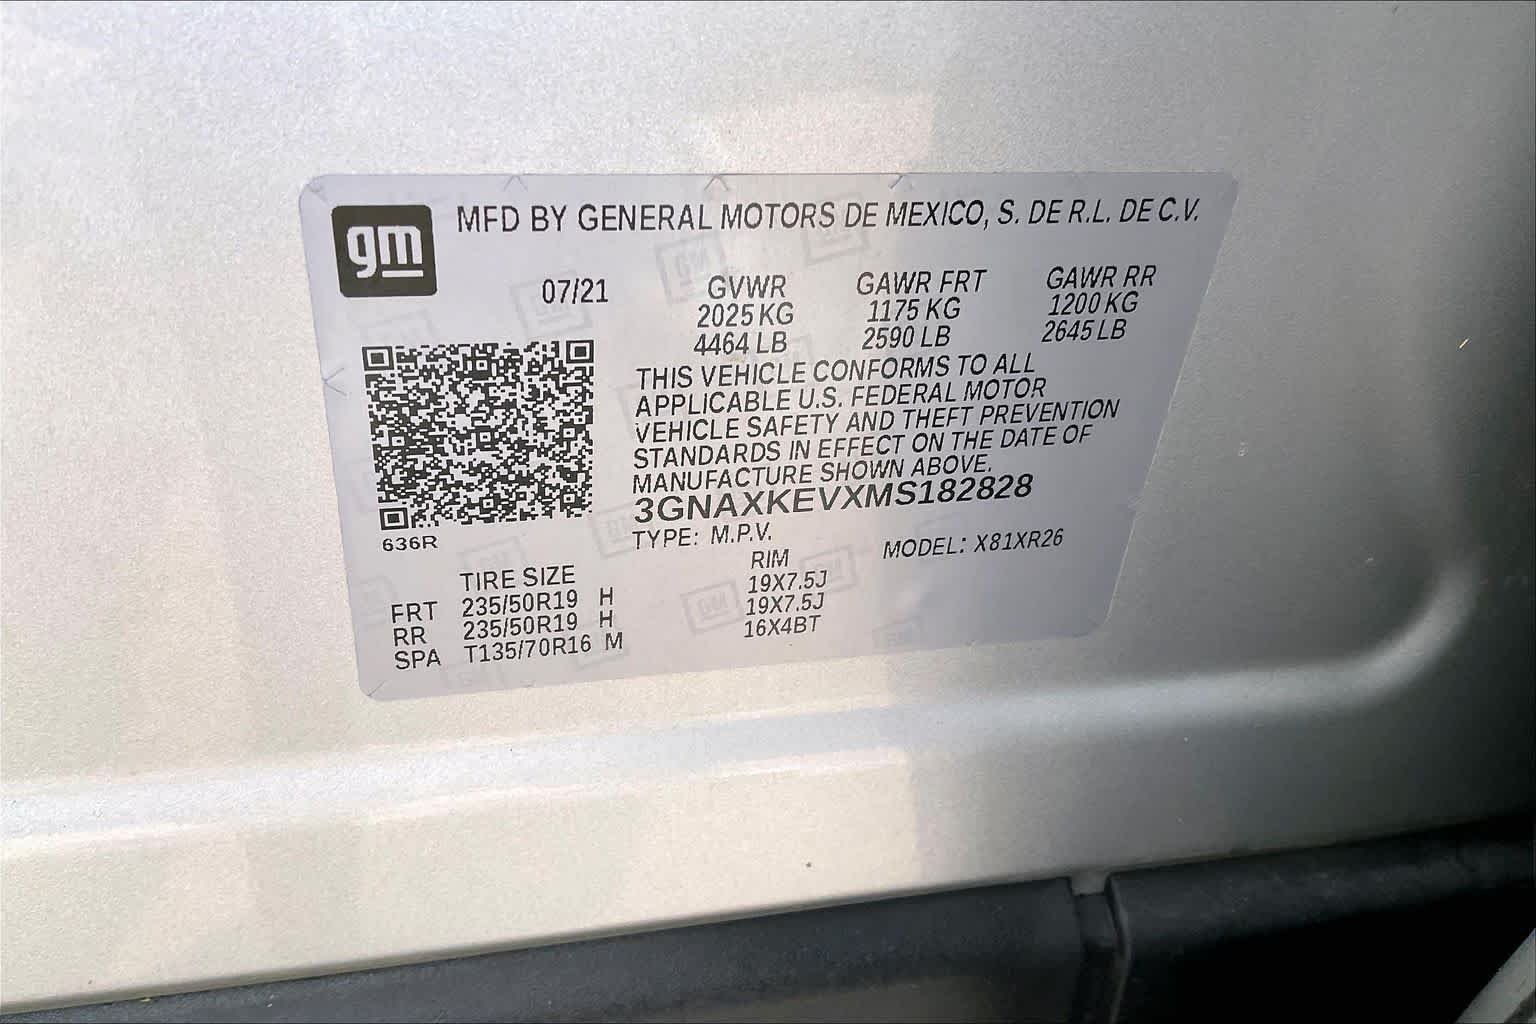 gm
MFD BY GENERAL MOTORS DE MEXICO, S. DE R.L. DE C.V.
07/21 GVWR GAWR FRT GAWR RR
2025 KG 1175 KG 1200 KG
4464 LB 2590 LB 2645 LB
THIS VEHICLE CONFORMS TO ALL
APPLICABLE U.S. FEDERAL MOTOR
VEHICLE SAFETY AND THEFT PREVENTION
STANDARDS IN EFFECT ON THE DATE OF
MANUFACTURE SHOWN ABOVE.
3GNAXKEVXMS182828
636R
TYPE: M.P.V. MODEL: X81XR26
TIRE SIZE RIM
FRT 235/50R19 H 19X7.5J
RR 235/50R19 H 19X7.5J
SPA T135/70R16 M 16X4BT